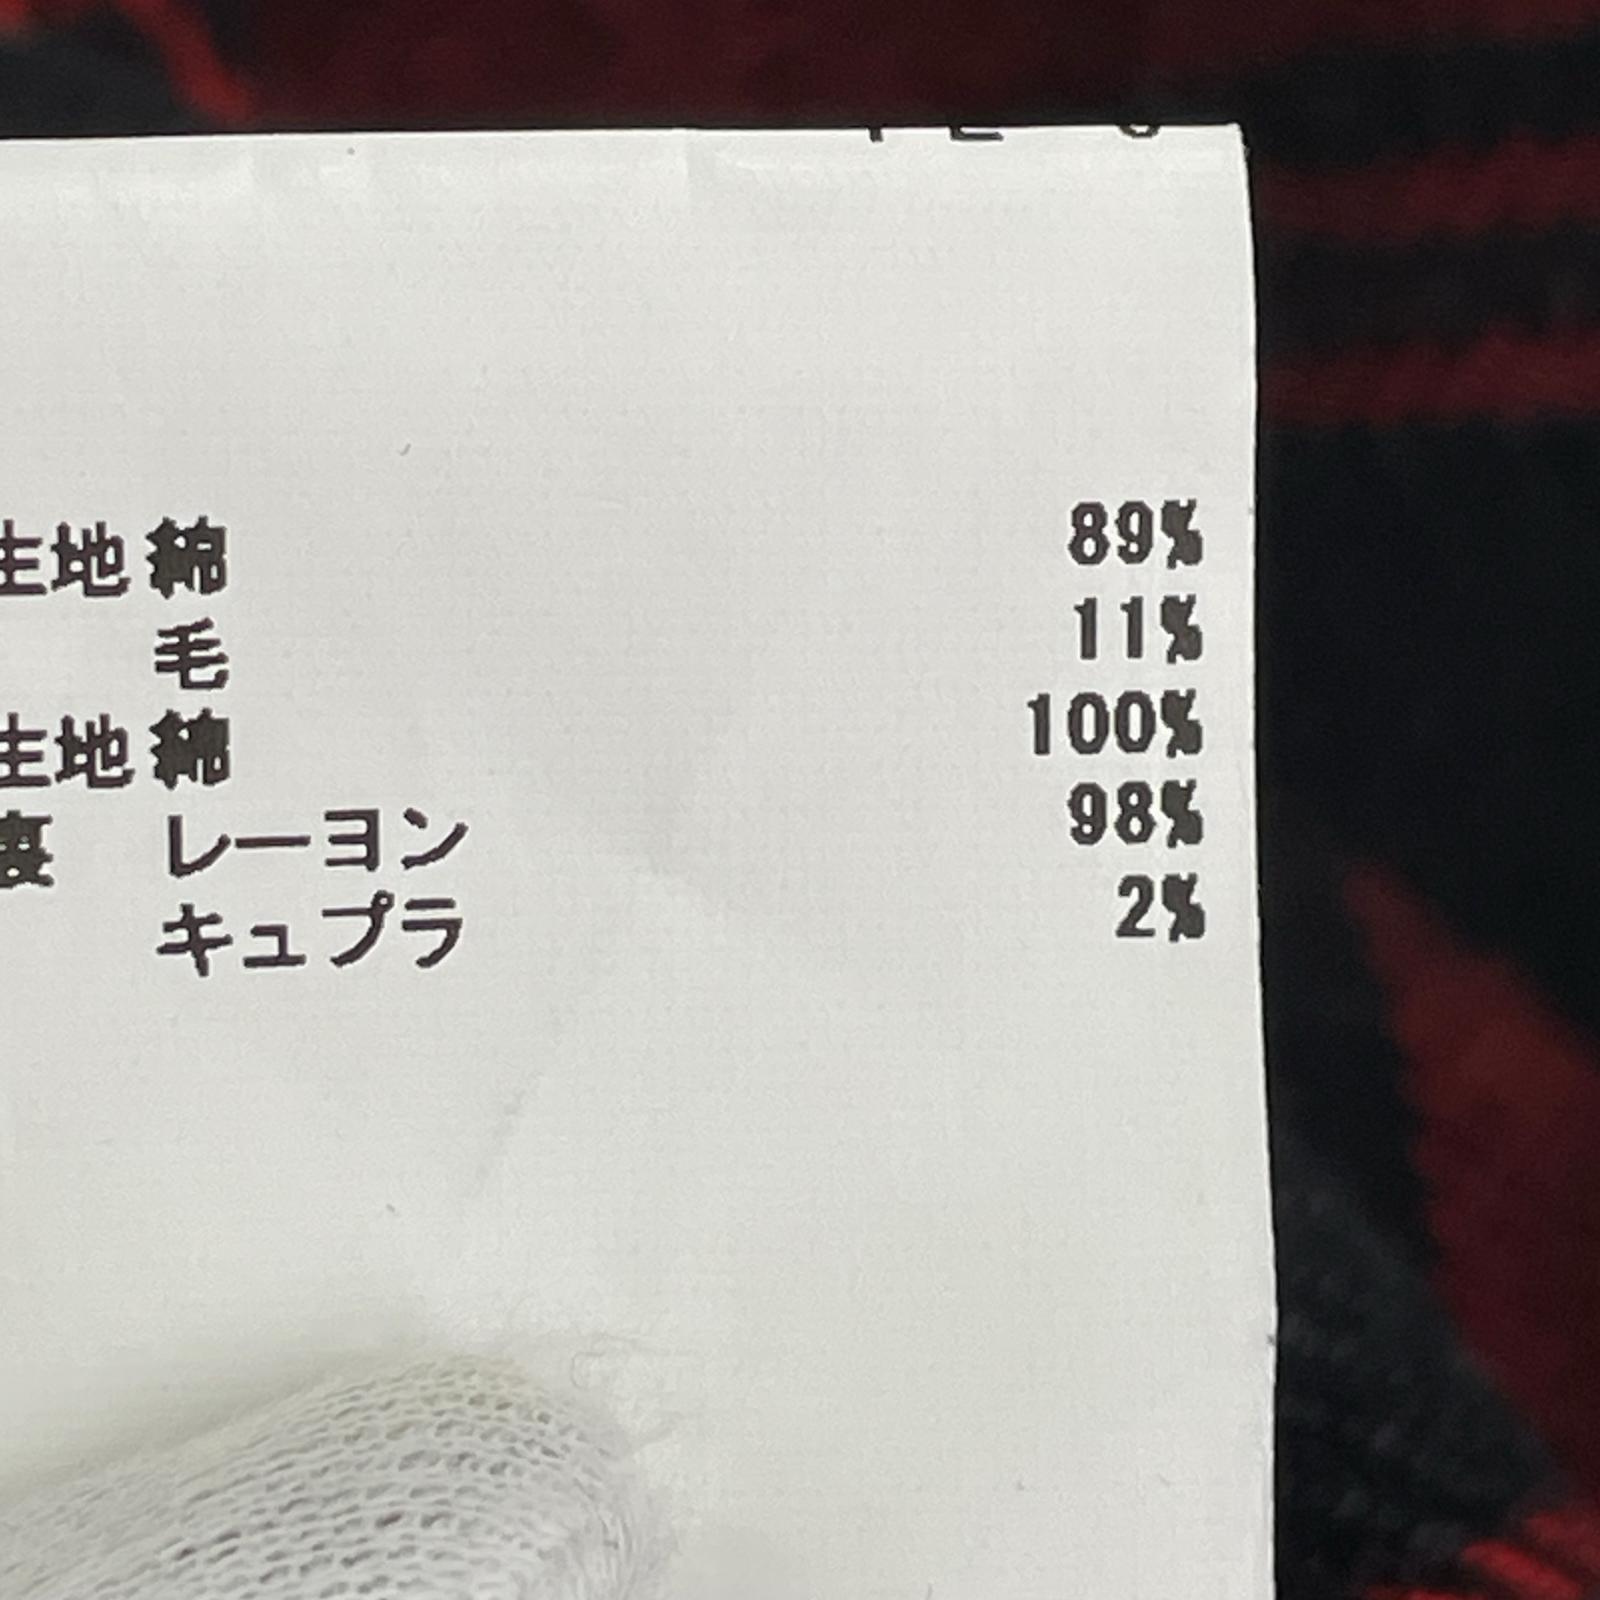 生地 綿 89%
毛 11%
生地 綿 100%
裏 レーヨン 98%
キュプラ 2%